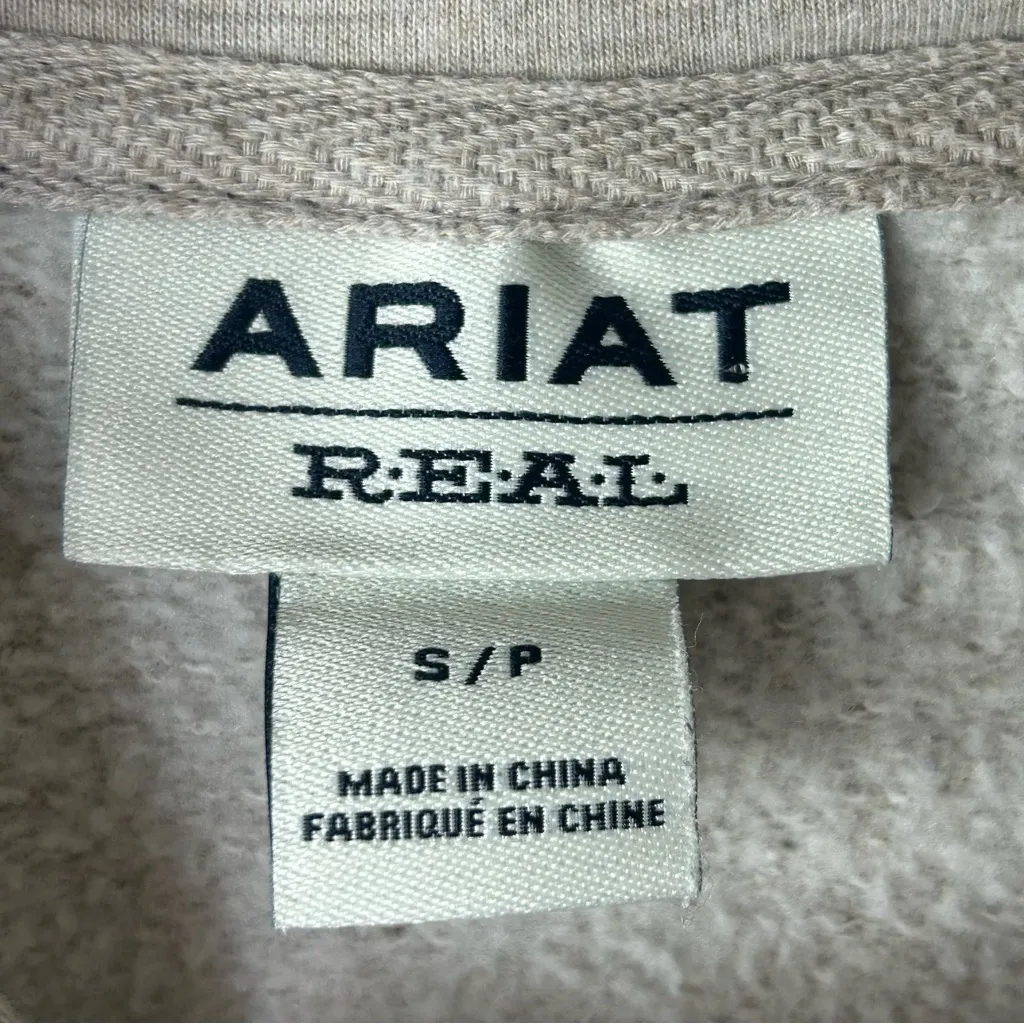 ARIAT
R·E·A·L·
S/P
MADE IN CHINA
FABRIQUÉ EN CHINE